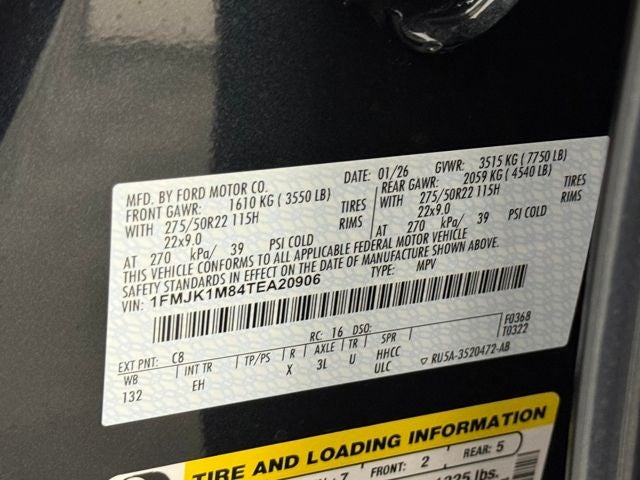 MFD. BY FORD MOTOR CO. DATE: 01/26 GVWR: 3515 KG ( 7750 LB)
FRONT GAWR: 1610 KG ( 3550 LB) REAR GAWR: 2059 KG ( 4540 LB)
WITH 275/50R22 115H TIRES WITH 275/50R22 115H TIRES
22x9.0 RIMS 22x9.0 RIMS
AT 270 kPa/ 39 PSI COLD AT 270 kPa/ 39 PSI COLD
THIS VEHICLE CONFORMS TO ALL APPLICABLE FEDERAL MOTOR VEHICLE
SAFETY STANDARDS IN EFFECT ON THE DATE OF MANUFACTURE SHOWN ABOVE.
VIN: 1FMJK1M84TEA20906 TYPE: MPV
F0368
T0322
EXT PNT: C8 RC: 16 DSO:
WB INT TR TP/PS R AXLE TR SPR
132 EH X 3L U HHCC
ULC ▽ RU5A-3520472-AB
TIRE AND LOADING INFORMATION
7 FRONT: 2 REAR: 5
lbs.